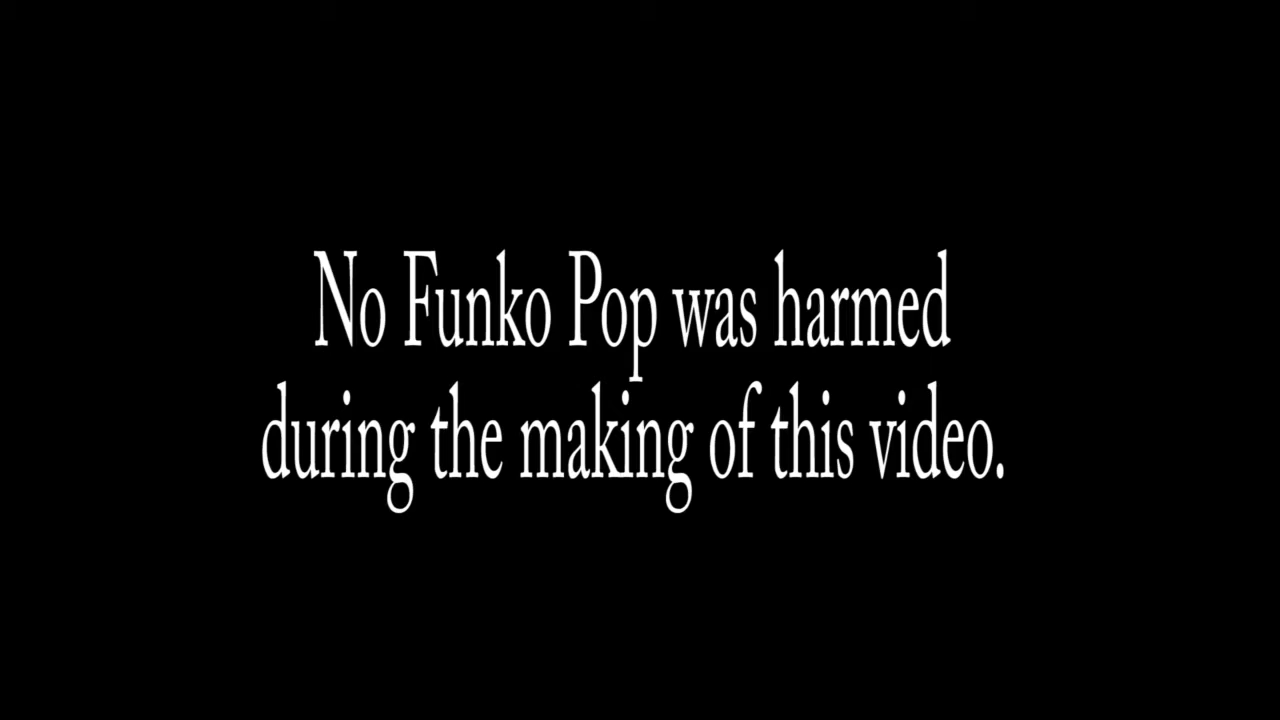 No Funko Pop was harmed
during the making of this video.